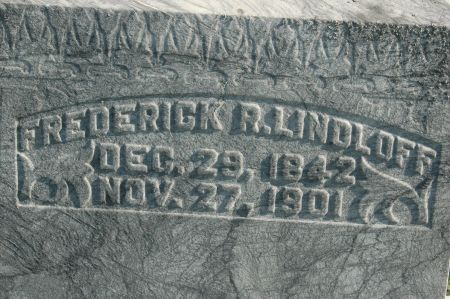 FREDERICK R. LINDLOFF
DEC. 29, 1842
NOV. 27, 1901